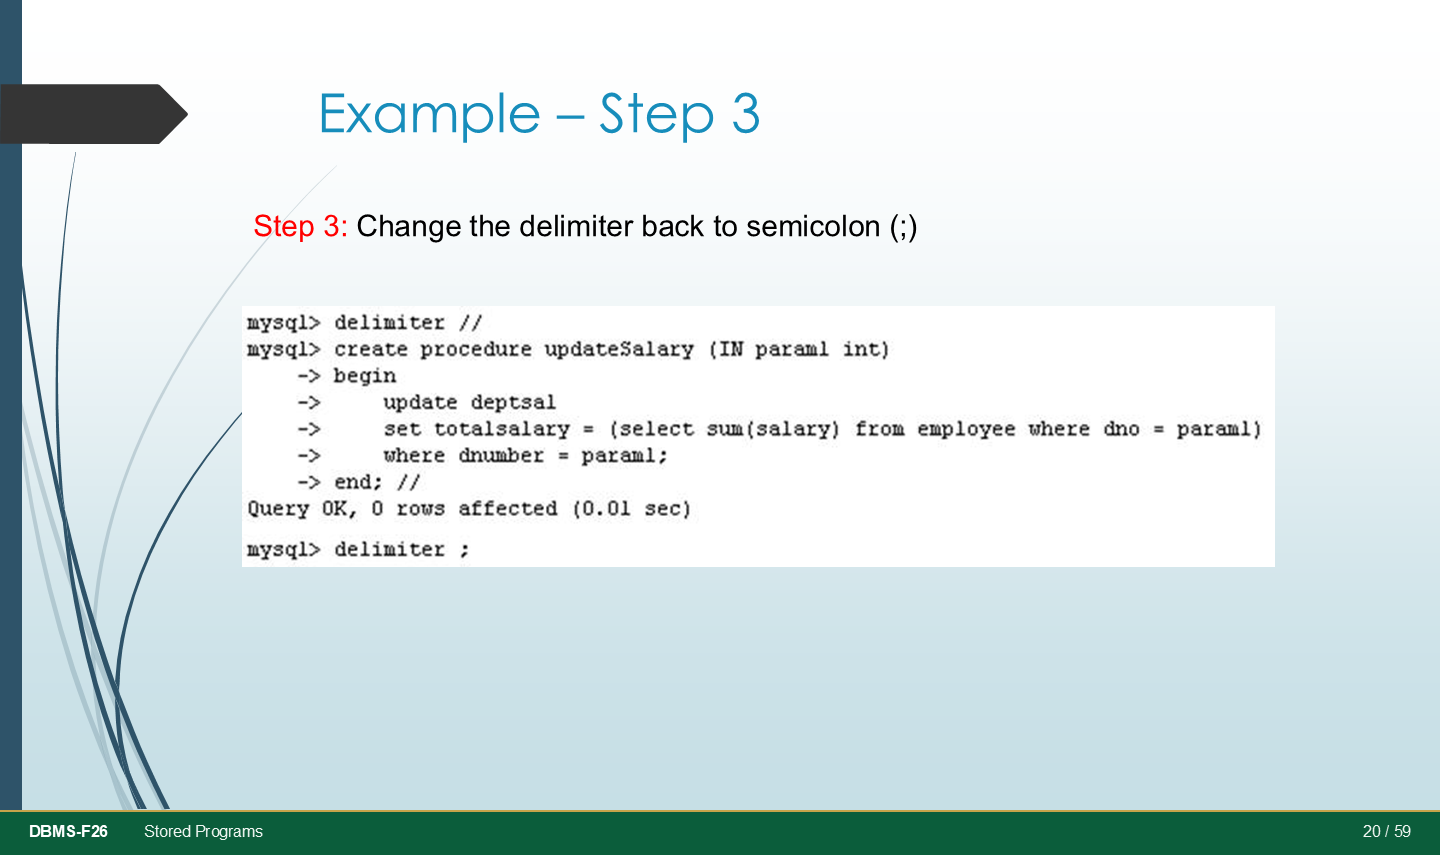 Example – Step 3
Step 3: Change the delimiter back to semicolon (;)
mysql> delimiter //
mysql> create procedure updateSalary (IN param1 int)
-> begin
-> update deptsal
-> set totalsalary = (select sum(salary) from employee where dno = param1)
-> where dnumber = param1;
-> end; //
Query OK, 0 rows affected (0.01 sec)
mysql> delimiter ;
DBMS-F26 Stored Programs 20 / 59